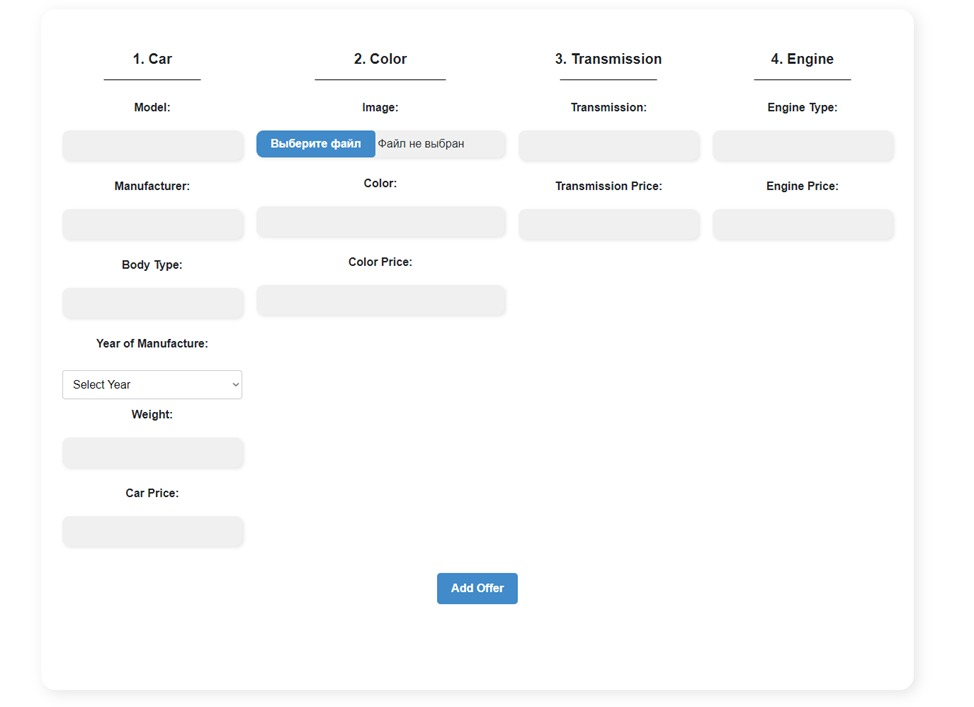 1. Car
Model:
Manufacturer:
Body Type:
Year of Manufacture:
Select Year
Weight:
Car Price:
2. Color
Image:
Выберите файл Файл не выбран
Color:
Color Price:
3. Transmission
Transmission:
Transmission Price:
4. Engine
Engine Type:
Engine Price:
Add Offer